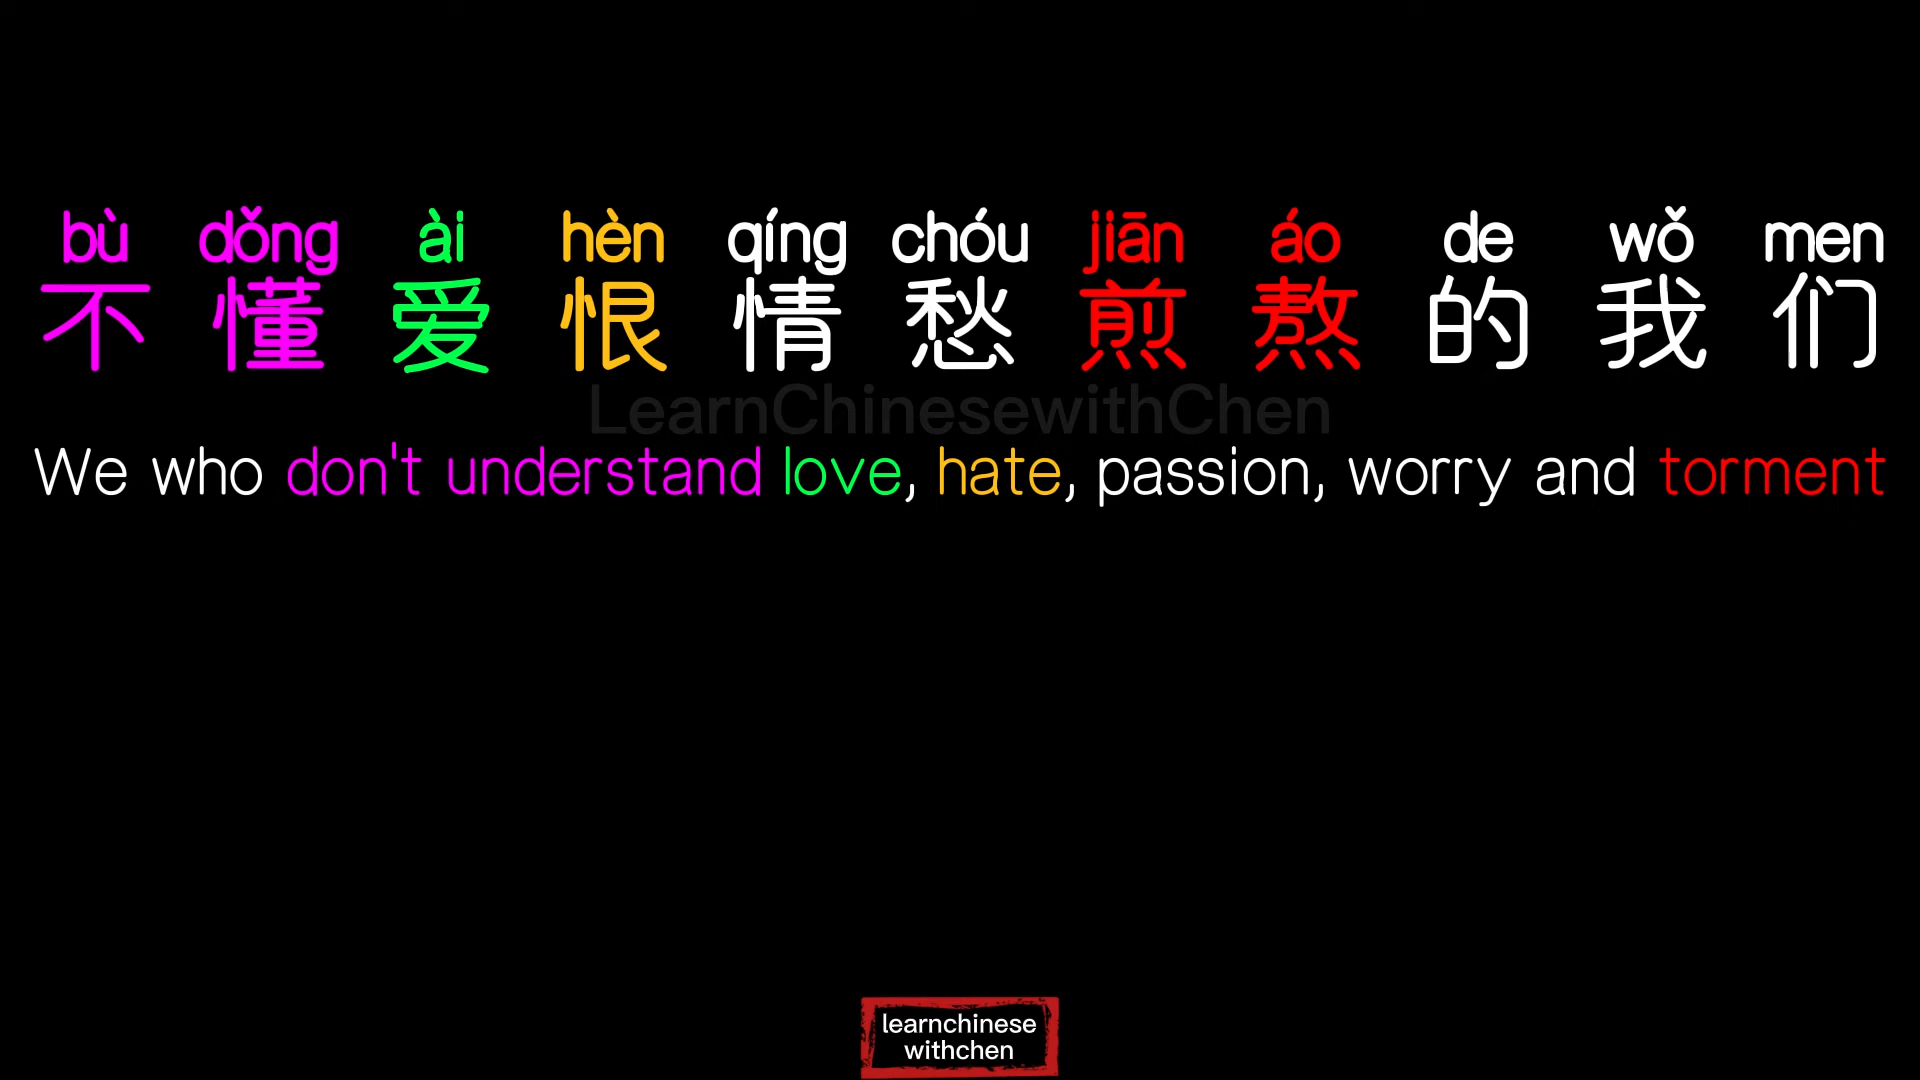 bù dǒng ài hèn qíng chóu jiān áo de wǒ men
不懂爱恨情愁煎熬的我们
LearnChinesewithChen
We who don't understand love, hate, passion, worry and torment
learnchinese
withchen